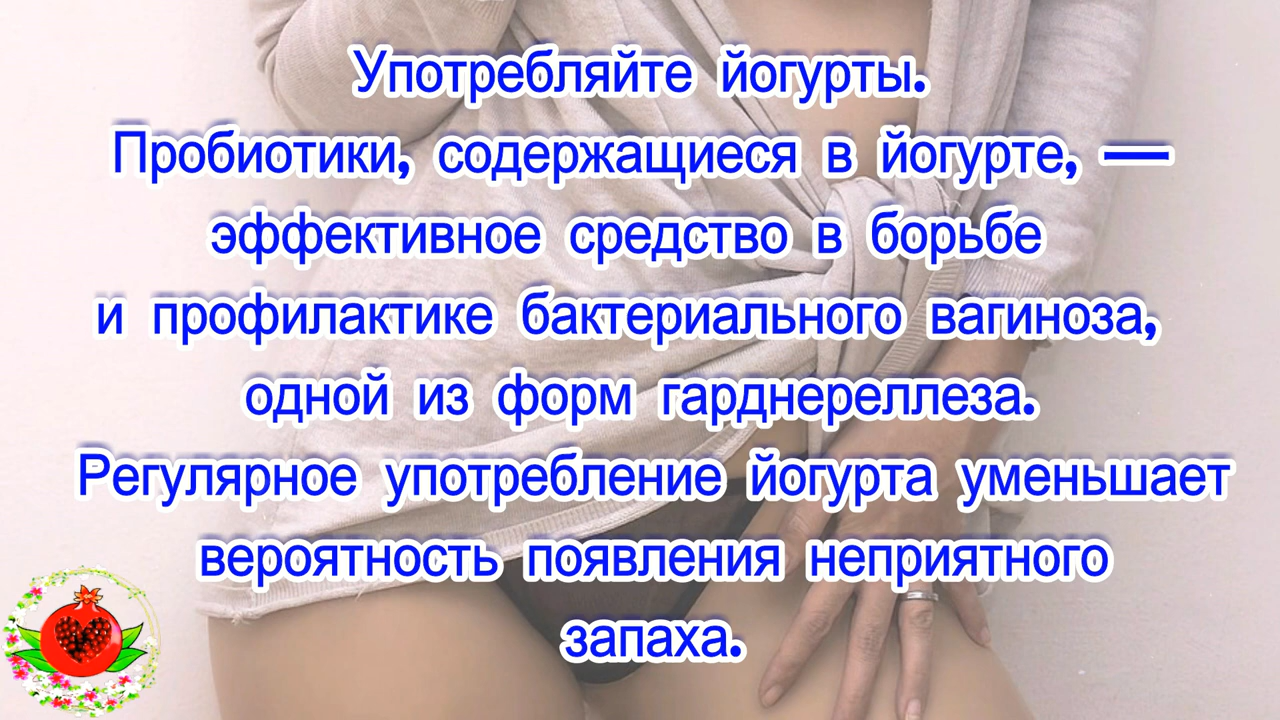 Употребляйте йогурты.
Пробиотики, содержащиеся в йогурте, —
эффективное средство в борьбе
и профилактике бактериального вагиноза,
одной из форм гарднереллеза.
Регулярное употребление йогурта уменьшает
вероятность появления неприятного
запаха.